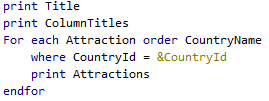 print Title
print ColumnTitles
For each Attraction order CountryName
    where CountryId = &CountryId
    print Attractions
endfor